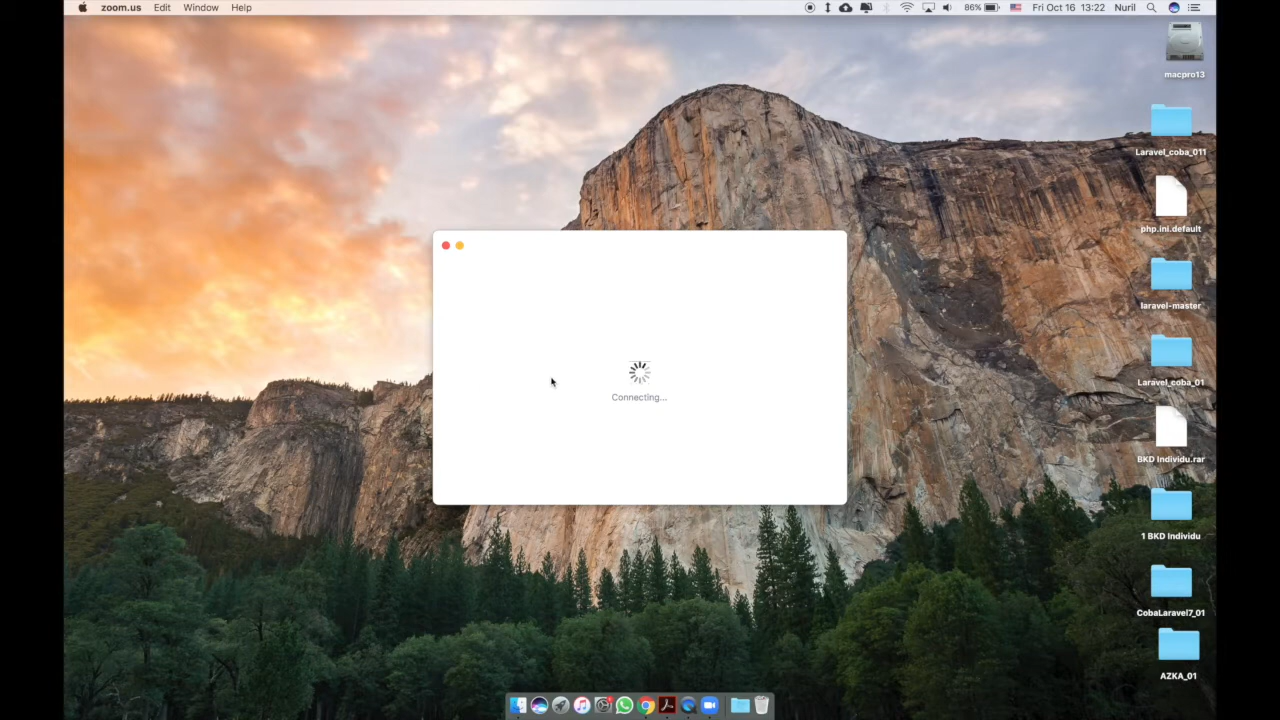 zoom.us Edit Window Help 86% Fri Oct 16 13:22 Nuril
macpro13
Laravel_coba_011
php.ini.default
laravel-master
Laravel_coba_01
BKD Individu.rar
1 BKD Individu
CobaLaravel7_01
AZKA_01
Connecting...